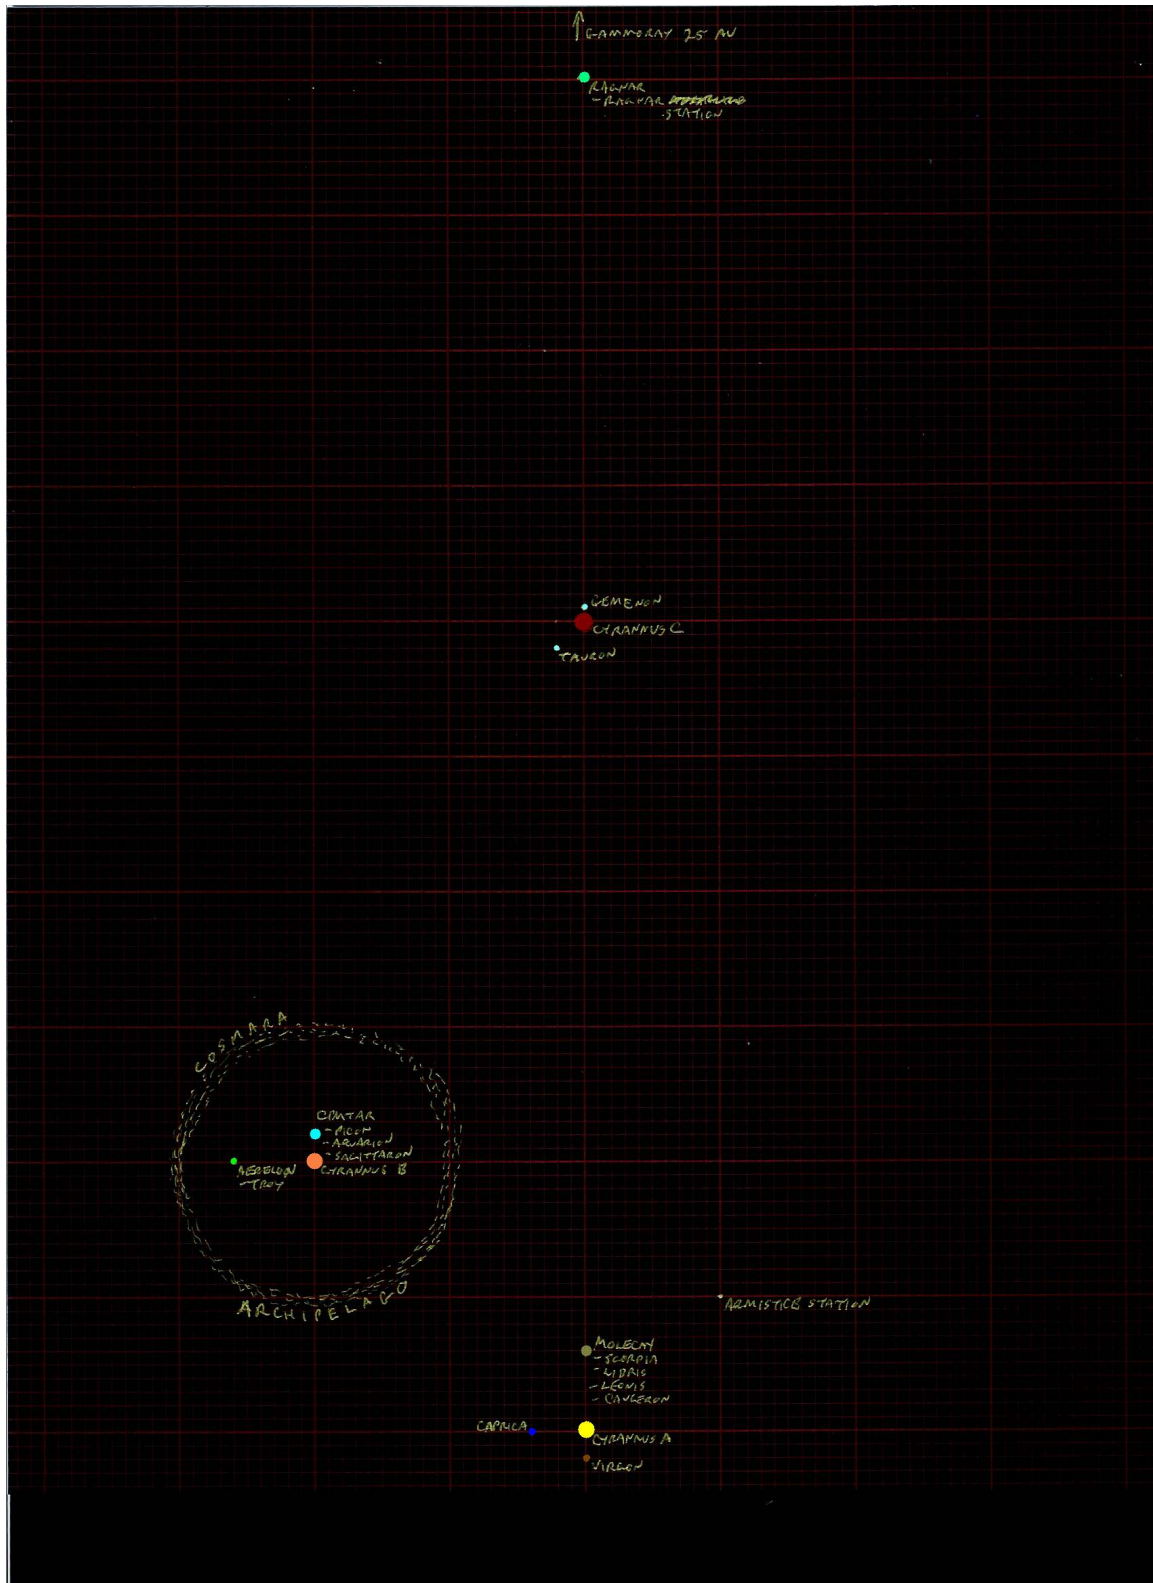 GAMMORAY 25 AU
RAGNAR
- RAGNAR
STATION
GEMENON
CYRANNUS C
TAURON
COSMARA
- PICON
- AQUARION
- SAGITTARON
CYRANNUS B
- TROY
ARCHIPELAGO
ARMISTICE STATION
MOLECAY
- SCORPIA
- LIBRIS
- LEONIS
- CANCERON
CAPRICA
CYRANNUS A
VIRGON